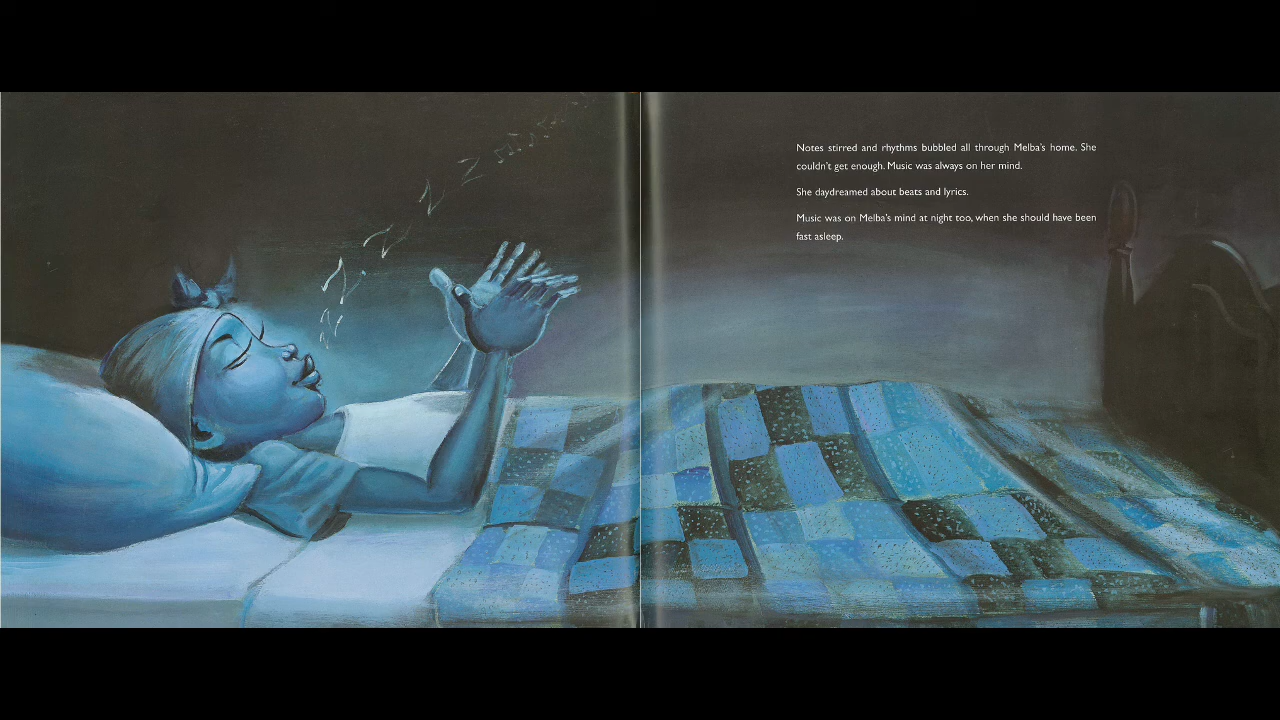 Notes stirred and rhythms bubbled all through Melba's home. She
couldn't get enough. Music was always on her mind.
She daydreamed about beats and lyrics.
Music was on Melba's mind at night too, when she should have been
fast asleep.